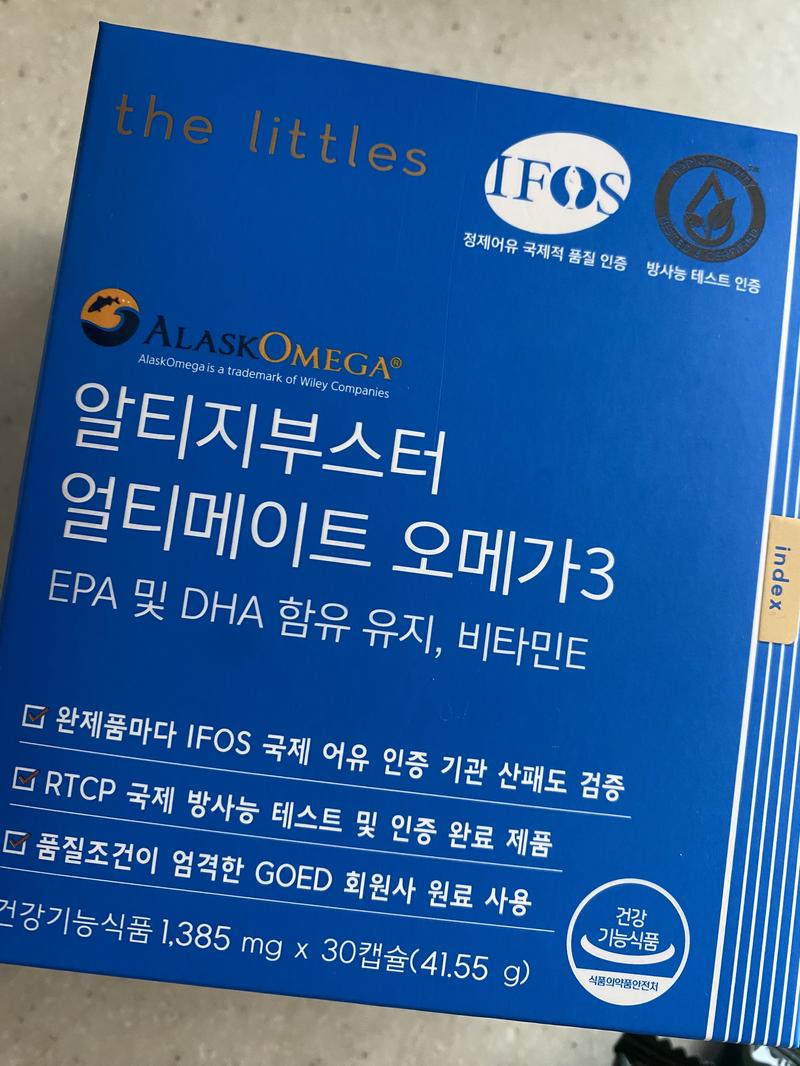 the littles
IFOS
정제어유 국제적 품질 인증
방사능 테스트 인증
ALASKOMEGA®
AlaskOmega is a trademark of Wiley Companies
알티지부스터
얼티메이트 오메가3
EPA 및 DHA 함유 유지, 비타민E
index
완제품마다 IFOS 국제 어유 인증 기관 산패도 검증
RTCP 국제 방사능 테스트 및 인증 완료 제품
품질조건이 엄격한 GOED 회원사 원료 사용
건강기능식품 1,385 mg x 30캡슐(41.55 g)
건강
기능식품
식품의약품안전처